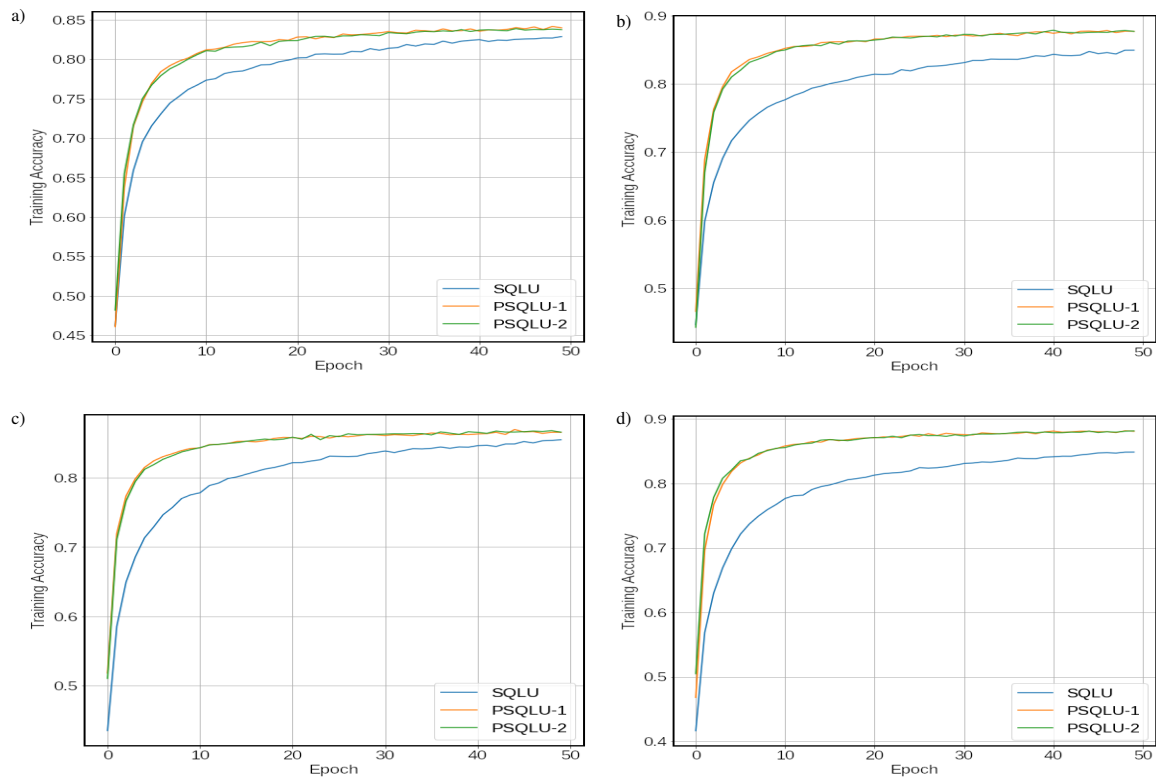 a)
Training Accuracy
0.85
0.80
0.75
0.70
0.65
0.60
0.55
0.50
0.45
SQLU
PSQLU-1
PSQLU-2
0 10 20 30 40 50
Epoch
b)
Training Accuracy
0.9
0.8
0.7
0.6
0.5
SQLU
PSQLU-1
PSQLU-2
0 10 20 30 40 50
Epoch
c)
Training Accuracy
0.8
0.7
0.6
0.5
SQLU
PSQLU-1
PSQLU-2
0 10 20 30 40 50
Epoch
d)
Training Accuracy
0.9
0.8
0.7
0.6
0.5
0.4
SQLU
PSQLU-1
PSQLU-2
0 10 20 30 40 50
Epoch